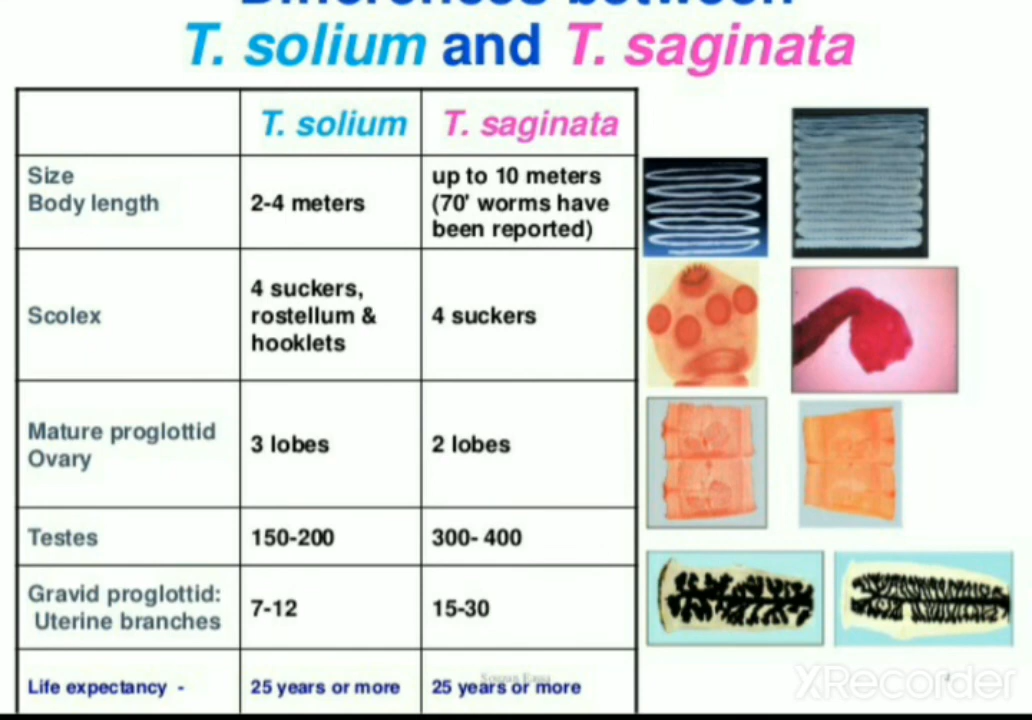 Differences between
T. solium and T. saginata
T. solium
T. saginata
Size
Body length
2-4 meters
up to 10 meters
(70' worms have
been reported)
Scolex
4 suckers,
rostellum &
hooklets
4 suckers
Mature proglottid
Ovary
3 lobes
2 lobes
Testes
150-200
300- 400
Gravid proglottid:
Uterine branches
7-12
15-30
Life expectancy -
25 years or more
25 years or more
XRecorder